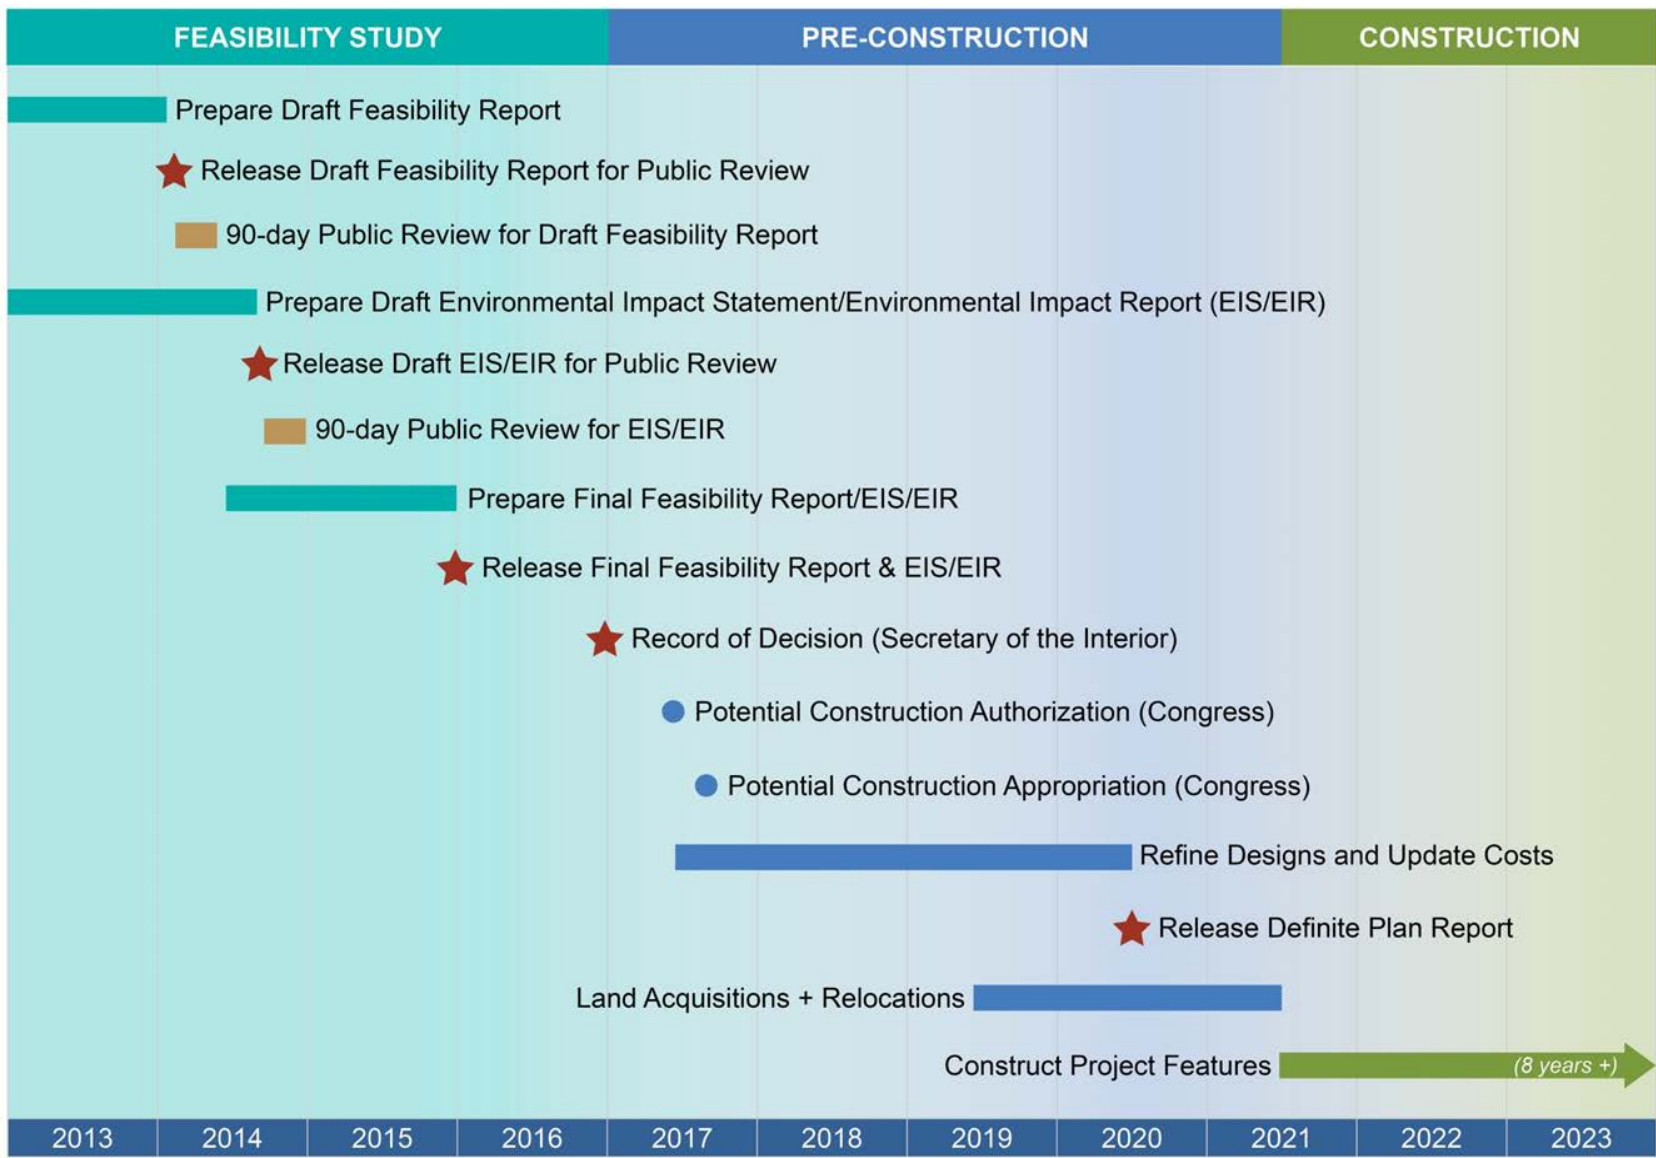 FEASIBILITY STUDY
PRE-CONSTRUCTION
CONSTRUCTION
Prepare Draft Feasibility Report
Release Draft Feasibility Report for Public Review
90-day Public Review for Draft Feasibility Report
Prepare Draft Environmental Impact Statement/Environmental Impact Report (EIS/EIR)
Release Draft EIS/EIR for Public Review
90-day Public Review for EIS/EIR
Prepare Final Feasibility Report/EIS/EIR
Release Final Feasibility Report & EIS/EIR
Record of Decision (Secretary of the Interior)
Potential Construction Authorization (Congress)
Potential Construction Appropriation (Congress)
Refine Designs and Update Costs
Release Definite Plan Report
Land Acquisitions + Relocations
Construct Project Features
(8 years +)
2013
2014
2015
2016
2017
2018
2019
2020
2021
2022
2023